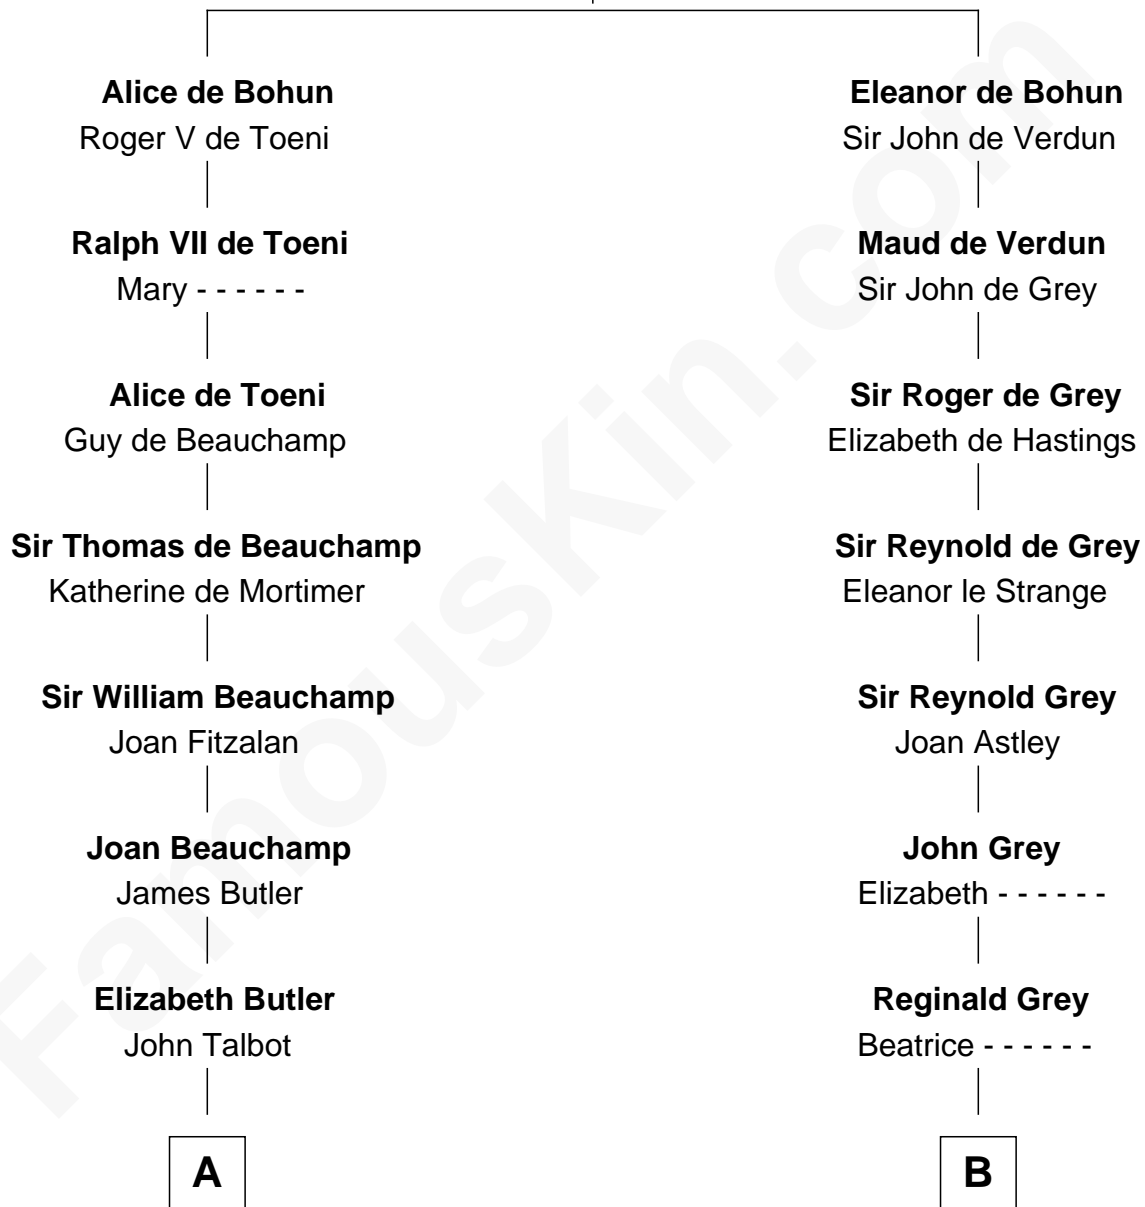 Alice de Bohun
Roger V de Toeni
Ralph VII de Toeni
Mary - - - - - -
Alice de Toeni
Guy de Beauchamp
Sir Thomas de Beauchamp
Katherine de Mortimer
Sir William Beauchamp
Joan Fitzalan
Joan Beauchamp
James Butler
Elizabeth Butler
John Talbot
A
Eleanor de Bohun
Sir John de Verdun
Maud de Verdun
Sir John de Grey
Sir Roger de Grey
Elizabeth de Hastings
Sir Reynold de Grey
Eleanor le Strange
Sir Reynold Grey
Joan Astley
John Grey
Elizabeth - - - - - -
Reginald Grey
Beatrice - - - - - -
B
FamousKin.com